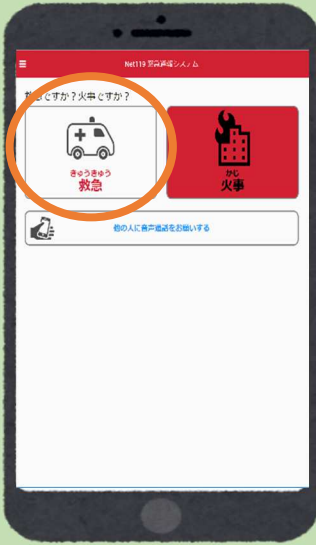 Net119 緊急通報システム
救急ですか？火事ですか？
きゅうきゅう
救急
かじ
火事
他の人に音声通話をお願いする